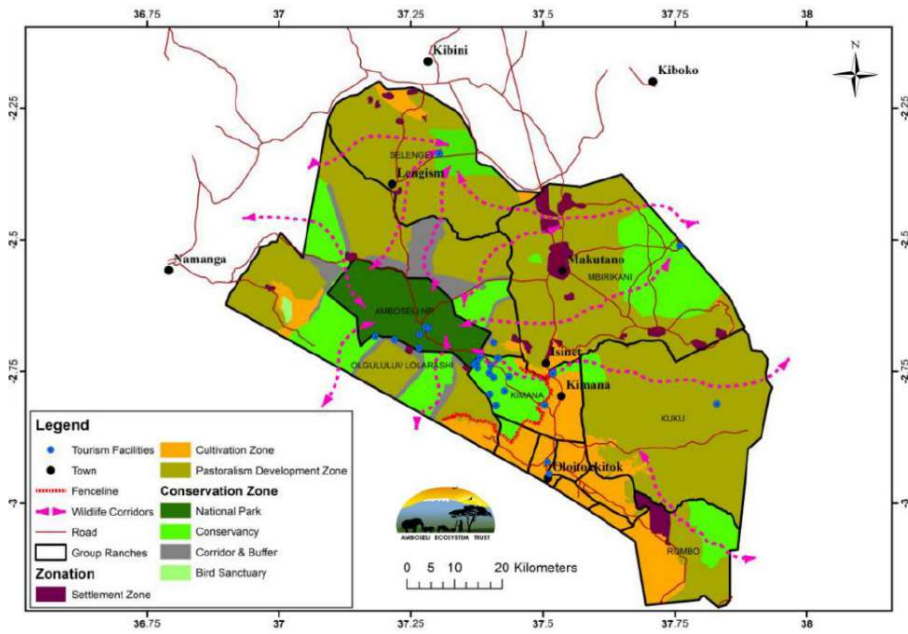 36.75 37 37.25 37.5 37.75 38
N
Kibini
Kiboko
-2.25 -2.25
SELENGEI
Lengism
-2.5 -2.5
Namanga
Makutano
MBIRIKANI
AMBOSELI NP
Isinet
-2.75 -2.75
OLGULULUI/ LOLARASHI
KIMANA
Kimana
KUKU
Oloitokkitok
-3 -3
ROMBO
Legend
Tourism Facilities
Town
Fenceline
Wildlife Corridors
Road
Group Ranches
Zonation
Settlement Zone
Cultivation Zone
Pastoralism Development Zone
Conservation Zone
National Park
Conservancy
Corridor & Buffer
Bird Sanctuary
AMBOSELI ECOSYSTEM TRUST
0 5 10 20 Kilometers
36.75 37 37.25 37.5 37.75 38